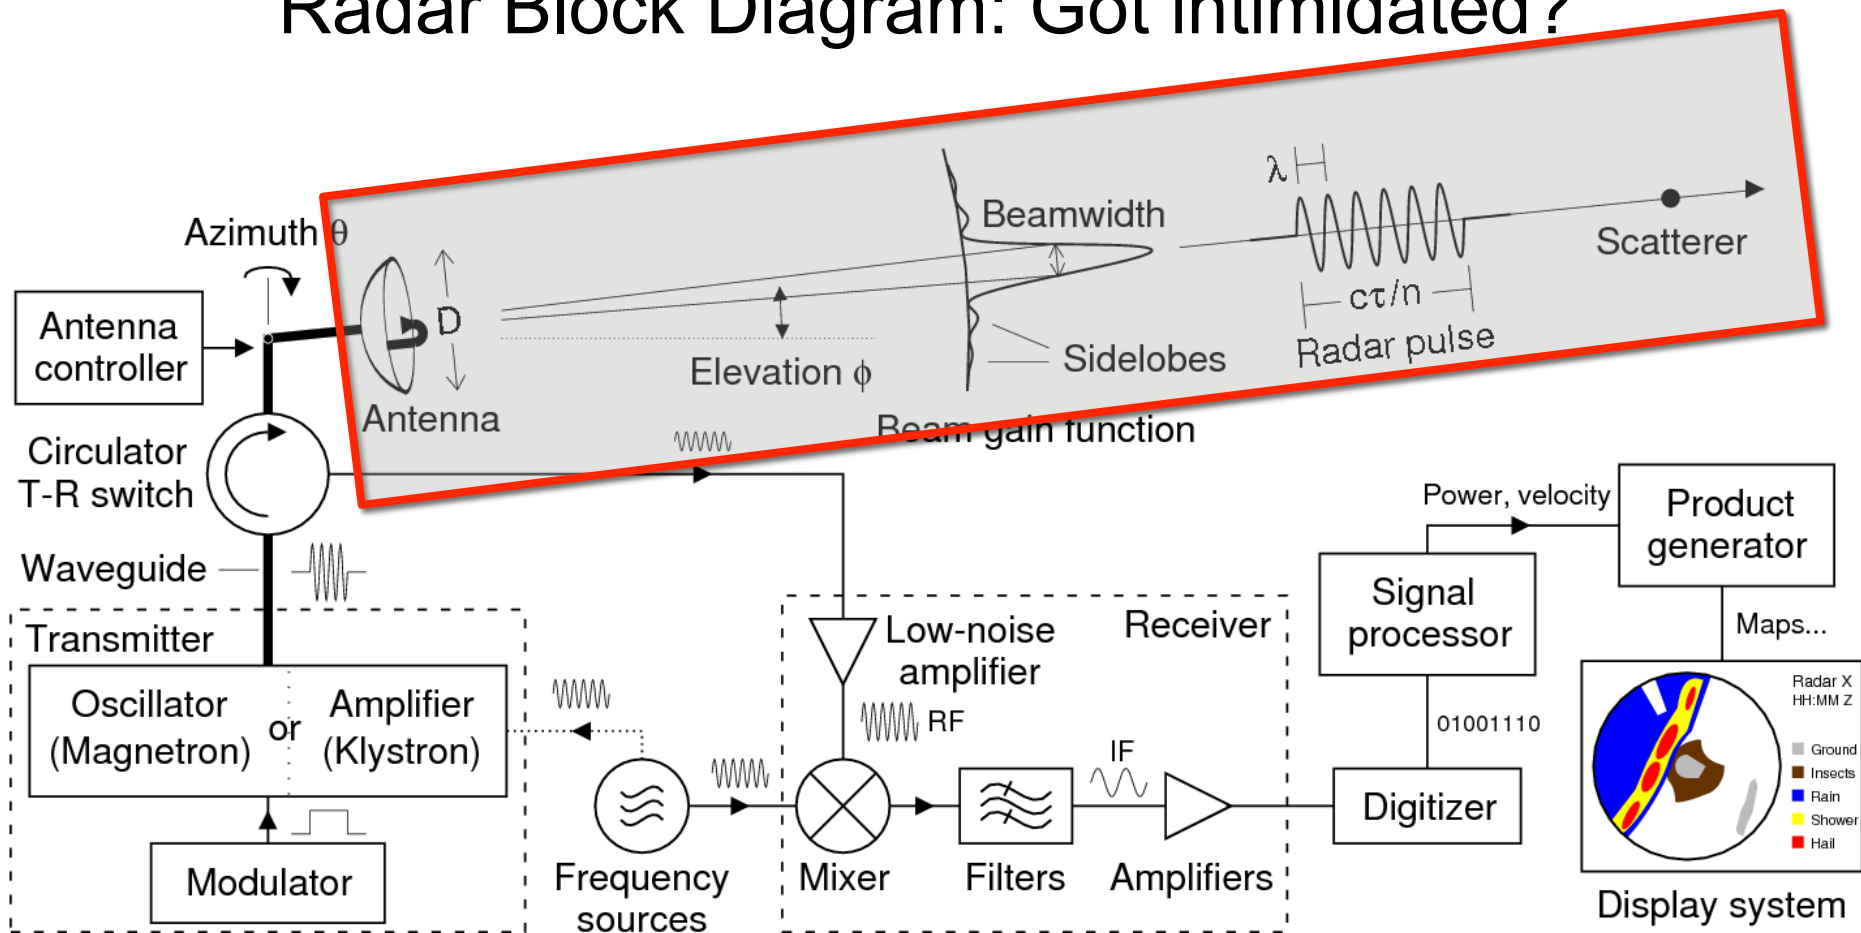 Radar Block Diagram: Got Intimidated?
Azimuth θ
Antenna
controller
D
Antenna
Elevation ϕ
Beamwidth
Sidelobes
Beam gain function
λ
cτ/n
Radar pulse
Scatterer
Circulator
T-R switch
Waveguide
Transmitter
Oscillator
(Magnetron)
or
Amplifier
(Klystron)
Modulator
Frequency
sources
Receiver
Low-noise
amplifier
RF
Mixer
Filters
IF
Amplifiers
Digitizer
01001110
Signal
processor
Power, velocity
Product
generator
Maps...
Radar X
HH:MM Z
Ground
Insects
Rain
Shower
Hail
Display system